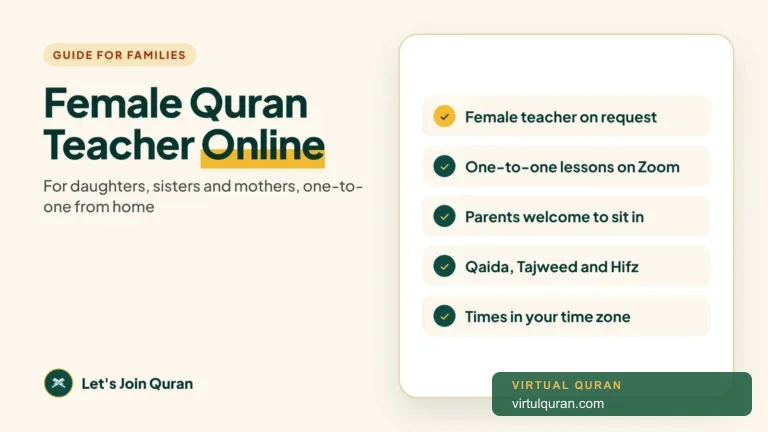 GUIDE FOR FAMILIES
Female Quran
Teacher Online
For daughters, sisters and mothers, one-to-
one from home
Let's Join Quran
Female teacher on request
One-to-one lessons on Zoom
Parents welcome to sit in
Qaida, Tajweed and Hifz
Times in your time zone
VIRTUAL QURAN
virtulquran.com